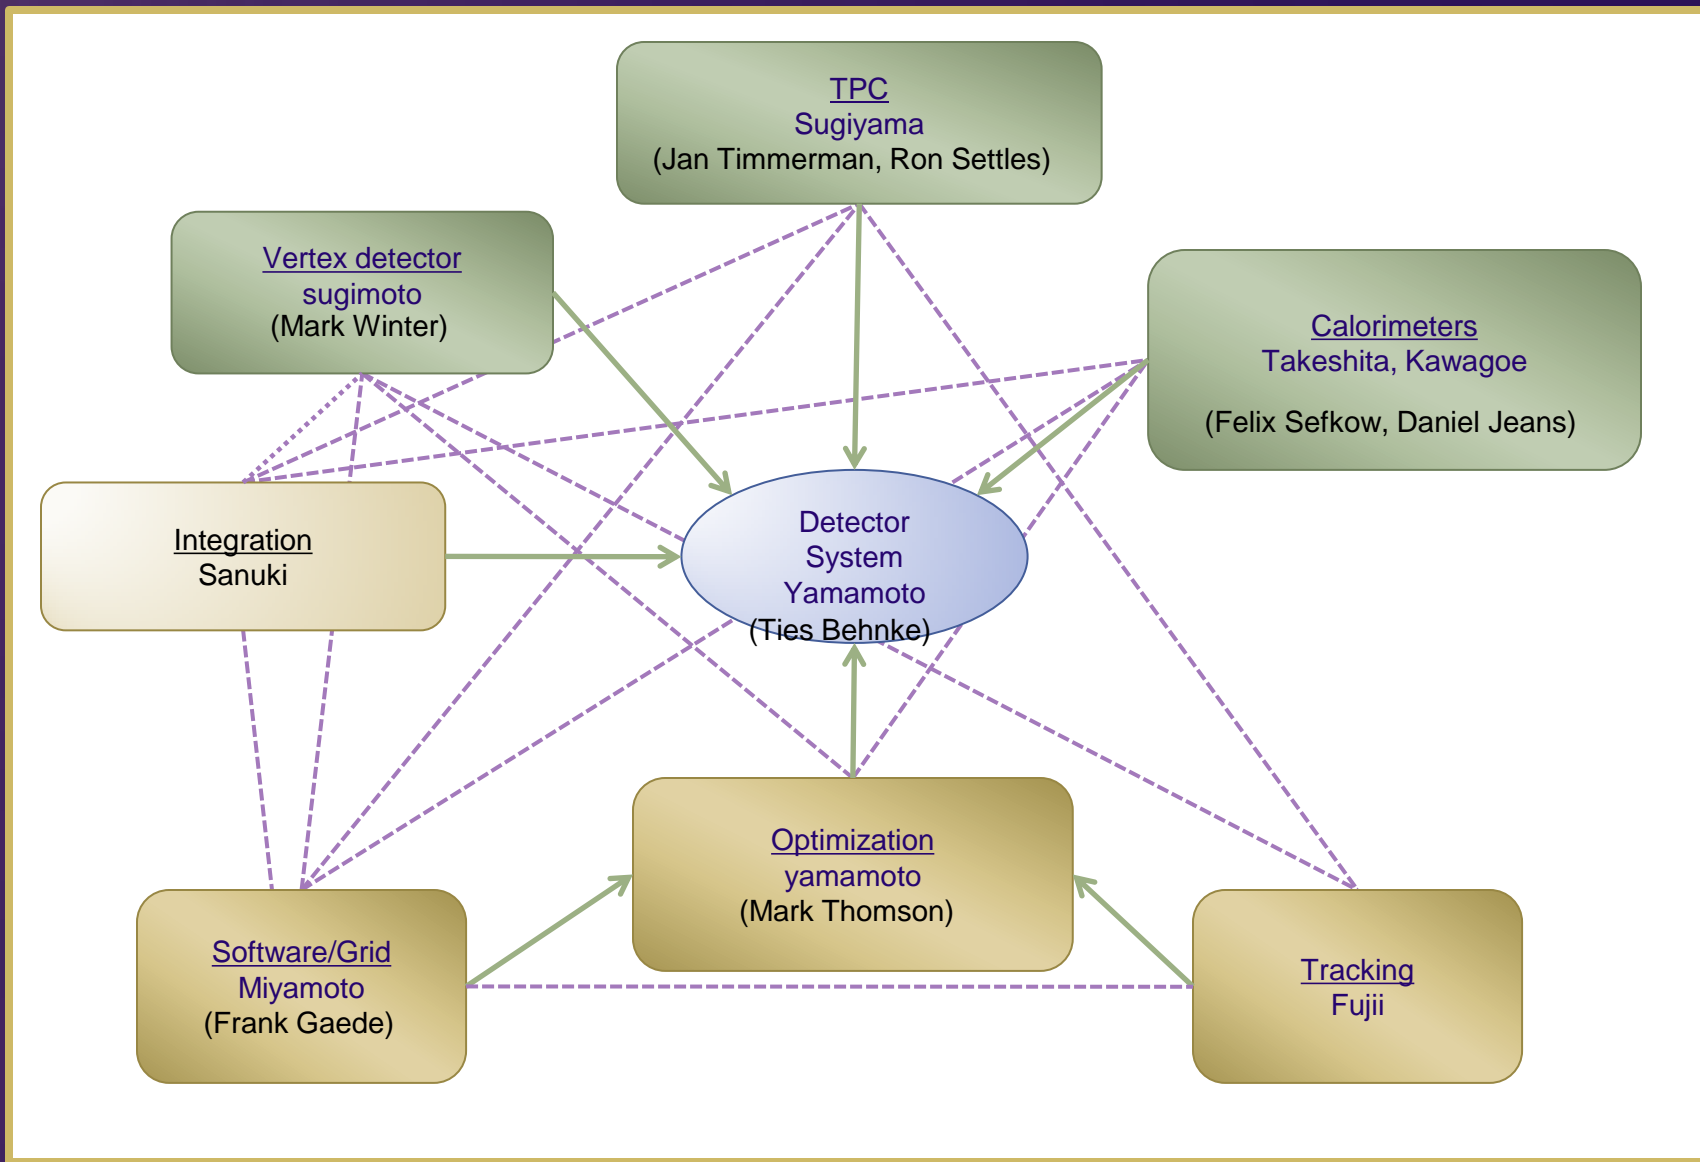 TPC
Sugiyama
(Jan Timmerman, Ron Settles)
Vertex detector
sugimoto
(Mark Winter)
Calorimeters
Takeshita, Kawagoe
(Felix Sefkow, Daniel Jeans)
Integration
Sanuki
Detector
System
Yamamoto
(Ties Behnke)
Optimization
yamamoto
(Mark Thomson)
Software/Grid
Miyamoto
(Frank Gaede)
Tracking
Fujii